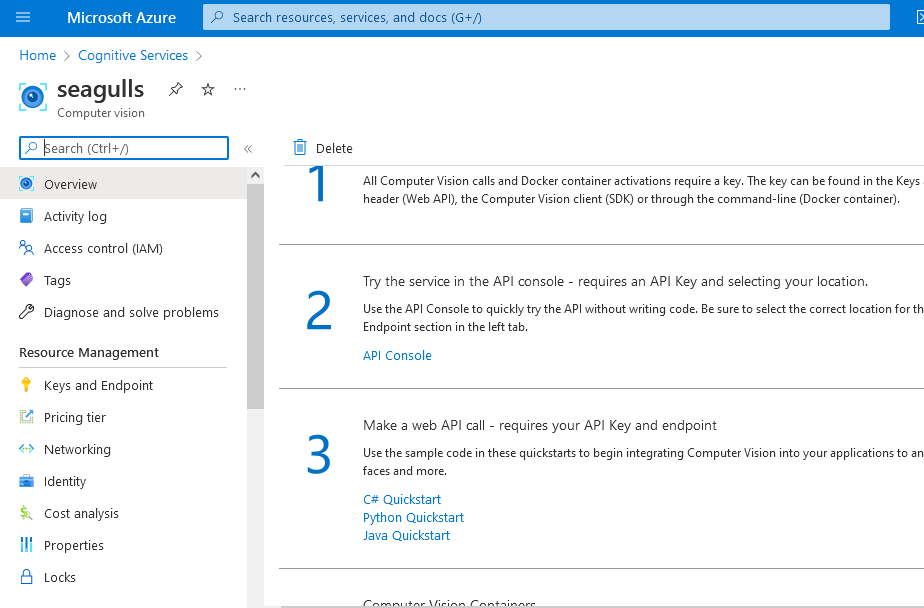 Microsoft Azure
Search resources, services, and docs (G+/)
Home > Cognitive Services >
seagulls
Computer vision
Search (Ctrl+/)
«
Delete
Overview
Activity log
Access control (IAM)
Tags
Diagnose and solve problems
Resource Management
Keys and Endpoint
Pricing tier
Networking
Identity
Cost analysis
Properties
Locks
1
All Computer Vision calls and Docker container activations require a key. The key can be found in the Keys
header (Web API), the Computer Vision client (SDK) or through the command-line (Docker container).
2
Try the service in the API console - requires an API Key and selecting your location.
Use the API Console to quickly try the API without writing code. Be sure to select the correct location for th
Endpoint section in the left tab.
API Console
3
Make a web API call - requires your API Key and endpoint
Use the sample code in these quickstarts to begin integrating Computer Vision into your applications to an
faces and more.
C# Quickstart
Python Quickstart
Java Quickstart
Computer Vision Containers